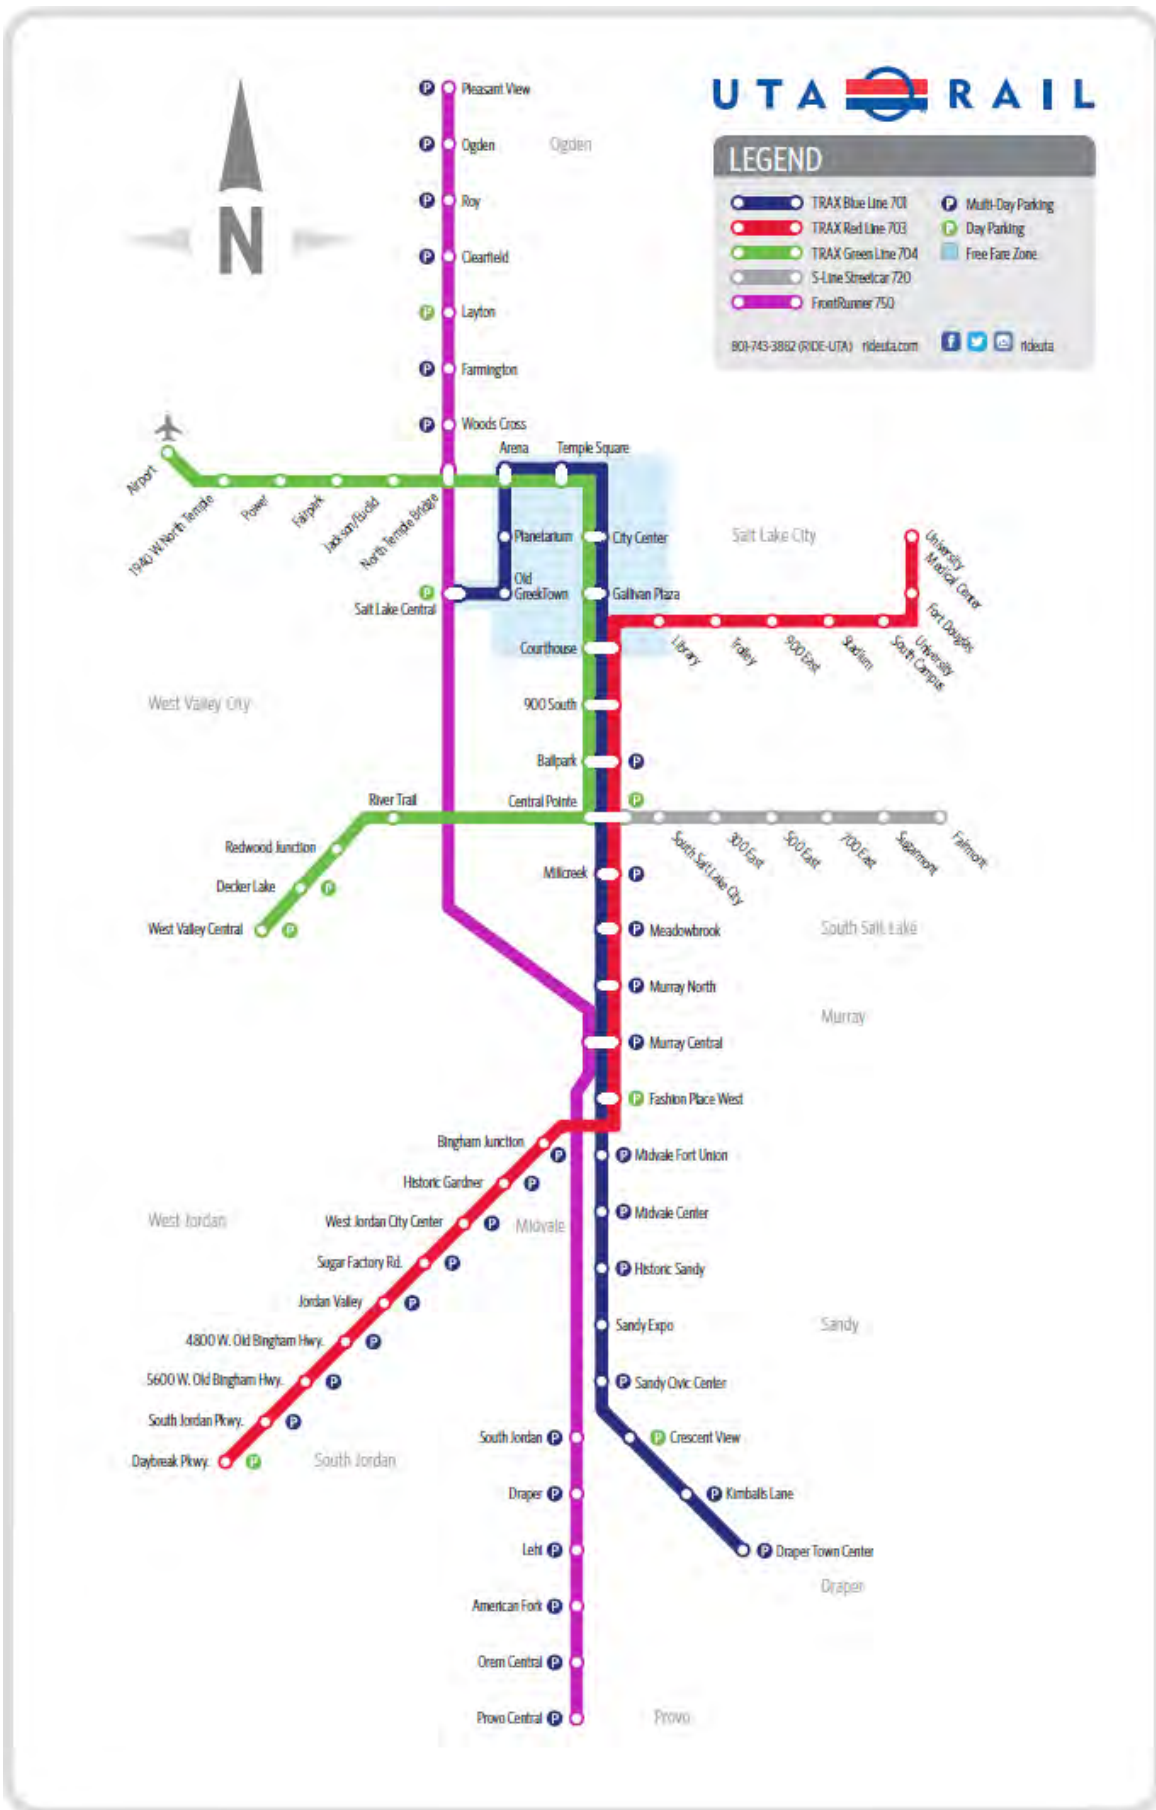 UTA RAIL
LEGEND
TRAX Blue Line 701
TRAX Red Line 703
TRAX Green Line 704
S-Line Streetcar 720
FrontRunner 750
P Multi-Day Parking
P Day Parking
Free Fare Zone
801-743-3882 (RIDE-UTA) rideuta.com
f rideuta
N
P Pleasant View
P Ogden
Ogden
P Roy
P Clearfield
P Layton
P Farmington
P Woods Cross
Arena
Temple Square
Airport
1940 W. North Temple
Power
Fairpark
Jackson/Euclid
North Temple Bridge
Planetarium
City Center
Salt Lake City
University
Medical Center
Old
GreekTown
Gallivan Plaza
Fort Douglas
P
Salt Lake Central
Courthouse
Library
Trolley
900 East
Stadium
University
South Campus
West Valley City
900 South
Ballpark P
River Trail
Central Pointe P
Redwood Junction
South Salt Lake City
300 East
500 East
700 East
Sugarmont
Fairmont
Decker Lake P
Millcreek P
West Valley Central P
P Meadowbrook
South Salt Lake
P Murray North
Murray
P Murray Central
P Fashion Place West
Bingham Junction P
P Midvale Fort Union
Historic Gardner P
West Jordan
West Jordan City Center P
Midvale
P Midvale Center
Sugar Factory Rd. P
P Historic Sandy
Jordan Valley P
Sandy Expo
Sandy
4800 W. Old Bingham Hwy. P
5600 W. Old Bingham Hwy. P
P Sandy Civic Center
South Jordan Pkwy. P
South Jordan P
P Crescent View
Daybreak Pkwy. P
South Jordan
Draper P
P Kimballs Lane
Lehi P
P Draper Town Center
Draper
American Fork P
Orem Central P
Provo Central P
Provo